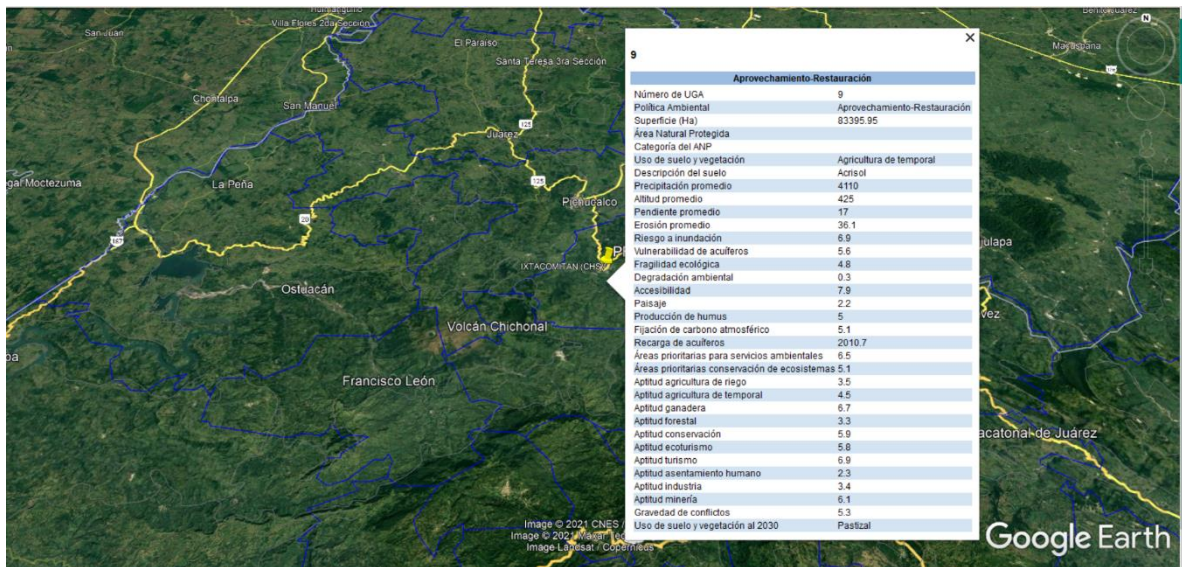 Villa Flores 2da Sección
San Juan
El Paraíso
Santa Teresa 3ra Sección
Chontalpa
San Manuel
125
Juárez
La Peña
125
Pichucalco
187
20
IXTACOMITAN (CHS)
Ostuacán
Volcán Chichonal
Francisco León
Macuspana
N
Image © 2021 CNES /
Image © 2021 Maxar Tec
Image Landsat / Copernicus
9
Aprovechamiento-Restauración
Número de UGA 9
Política Ambiental Aprovechamiento-Restauración
Superficie (Ha) 83395.95
Área Natural Protegida
Categoría del ANP
Uso de suelo y vegetación Agricultura de temporal
Descripción del suelo Acrisol
Precipitación promedio 4110
Altitud promedio 425
Pendiente promedio 17
Erosión promedio 36.1
Riesgo a inundación 6.9
Vulnerabilidad de acuíferos 5.6
Fragilidad ecológica 4.8
Degradación ambiental 0.3
Accesibilidad 7.9
Paisaje 2.2
Producción de humus 5
Fijación de carbono atmosférico 5.1
Recarga de acuíferos 2010.7
Áreas prioritarias para servicios ambientales 6.5
Áreas prioritarias conservación de ecosistemas 5.1
Aptitud agricultura de riego 3.5
Aptitud agricultura de temporal 4.5
Aptitud ganadera 6.7
Aptitud forestal 3.3
Aptitud conservación 5.9
Aptitud ecoturismo 5.8
Aptitud turismo 6.9
Aptitud asentamiento humano 2.3
Aptitud industria 3.4
Aptitud minería 6.1
Gravedad de conflictos 5.3
Uso de suelo y vegetación al 2030 Pastizal
acatonal de Juárez
Google Earth